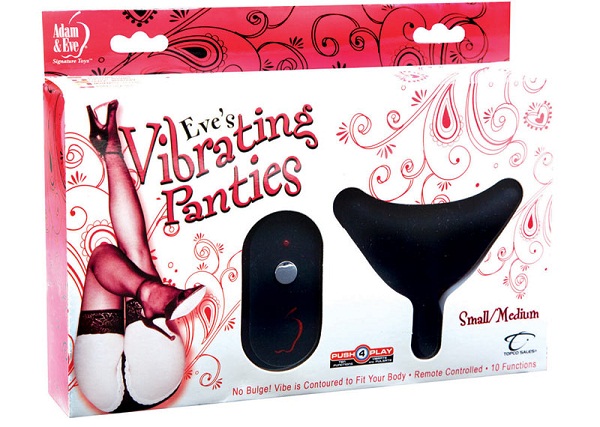 Adam
& Eve
Signature Toys
Eve's
Vibrating
Panties
Small/Medium
PUSH 4 PLAY
TOPCO SALES
No Bulge! Vibe is Contoured to Fit Your Body • Remote Controlled • 10 Functions